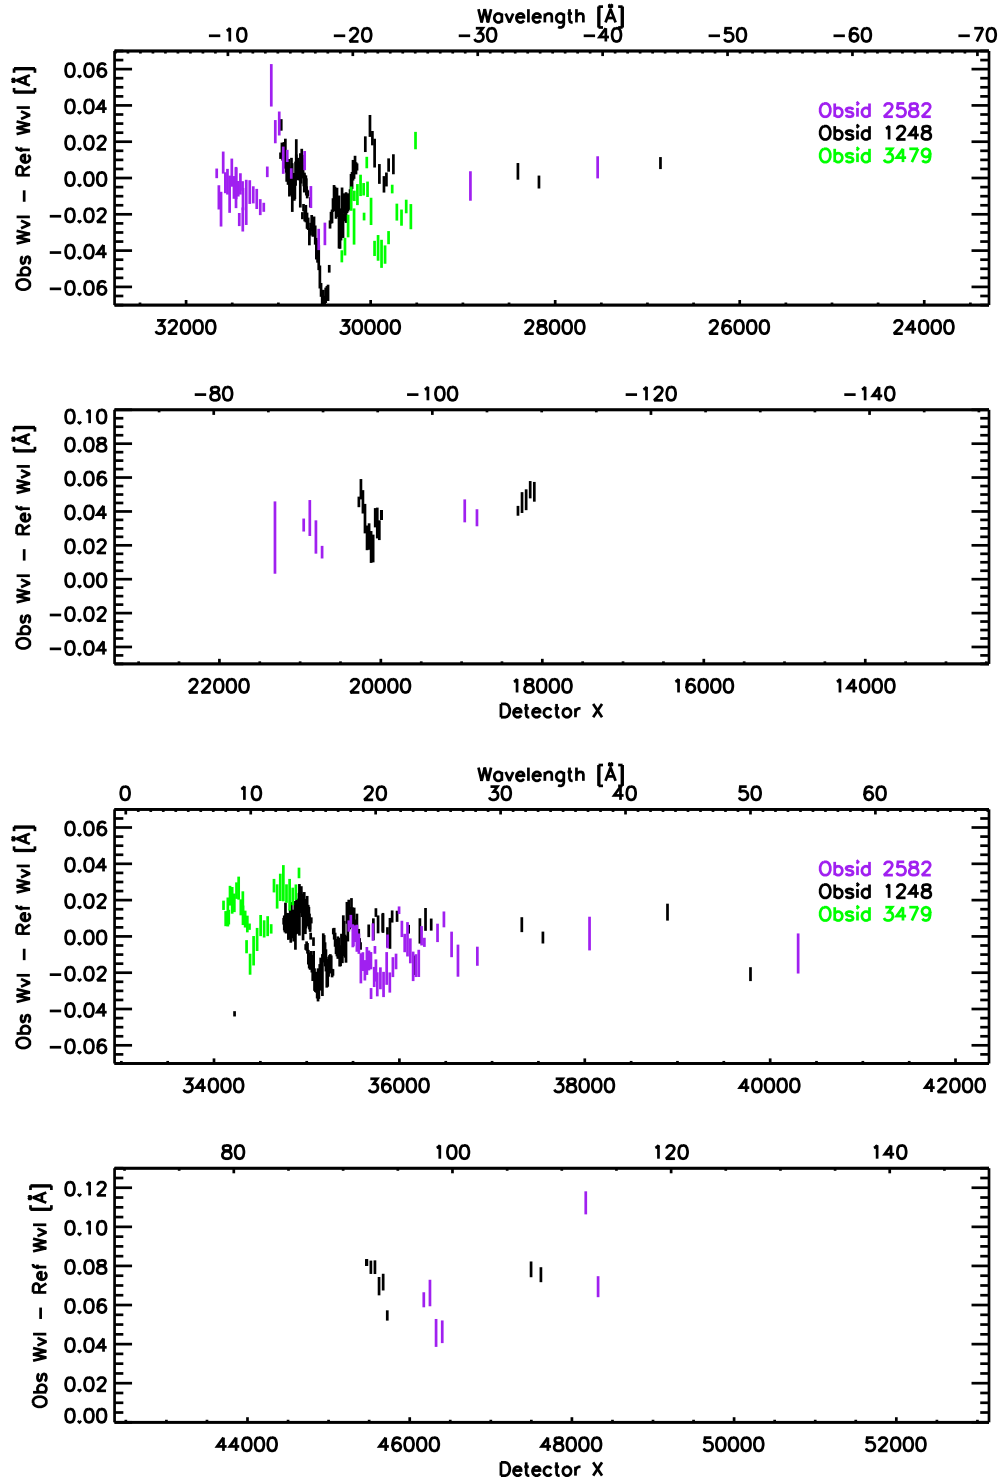 Wavelength [Å]
−10 −20 −30 −40 −50 −60 −70
Obs Wvl − Ref Wvl [Å]
0.06
0.04
0.02
0.00
−0.02
−0.04
−0.06
Obsid 2582
Obsid 1248
Obsid 3479
32000 30000 28000 26000 24000
−80 −100 −120 −140
Obs Wvl − Ref Wvl [Å]
0.10
0.08
0.06
0.04
0.02
0.00
−0.02
−0.04
22000 20000 18000 16000 14000
Detector X
Wavelength [Å]
0 10 20 30 40 50 60
Obs Wvl − Ref Wvl [Å]
0.06
0.04
0.02
0.00
−0.02
−0.04
−0.06
Obsid 2582
Obsid 1248
Obsid 3479
34000 36000 38000 40000 42000
80 100 120 140
Obs Wvl − Ref Wvl [Å]
0.12
0.10
0.08
0.06
0.04
0.02
0.00
44000 46000 48000 50000 52000
Detector X